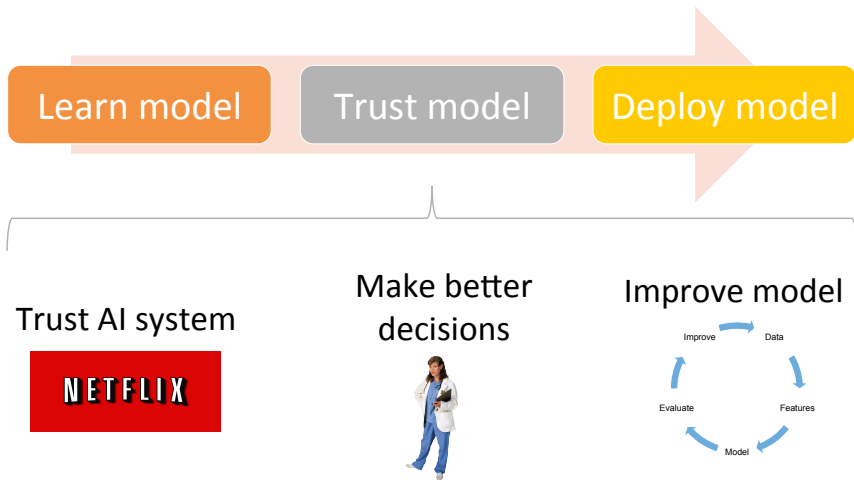 Learn model
Trust model
Deploy model
Trust AI system
NETFLIX
Make better
decisions
Improve model
Improve
Data
Evaluate
Features
Model